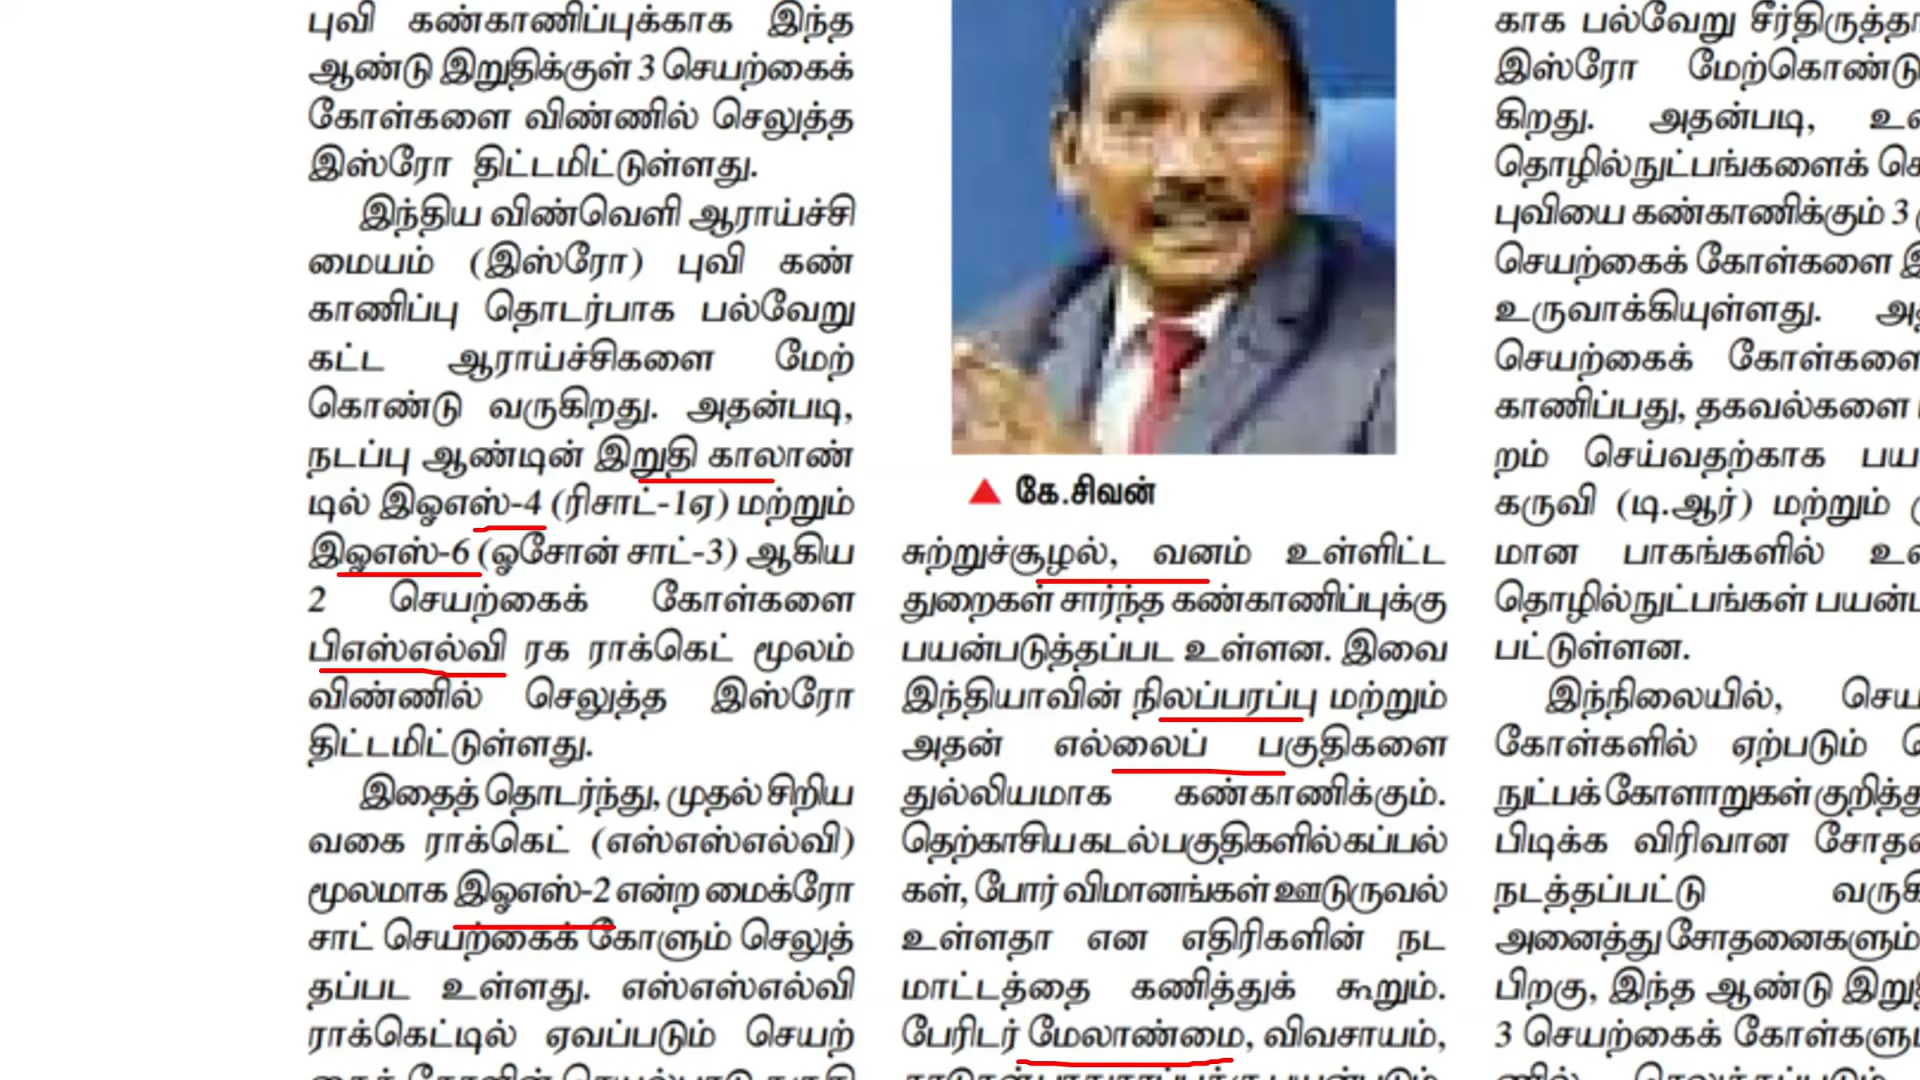 புவி கண்காணிப்புக்காக இந்த
ஆண்டு இறுதிக்குள் 3 செயற்கைக்
கோள்களை விண்ணில் செலுத்த
இஸ்ரோ திட்டமிட்டுள்ளது.
இந்திய விண்வெளி ஆராய்ச்சி
மையம் (இஸ்ரோ) புவி கண்
காணிப்பு தொடர்பாக பல்வேறு
கட்ட ஆராய்ச்சிகளை மேற்
கொண்டு வருகிறது. அதன்படி,
நடப்பு ஆண்டின் இறுதி காலாண்
டில் இஓஎஸ்-4 (ரிசாட்-1ஏ) மற்றும்
இஓஎஸ்-6 (ஓசோன் சாட்-3) ஆகிய
2 செயற்கைக் கோள்களை
பிஎஸ்எல்வி ரக ராக்கெட் மூலம்
விண்ணில் செலுத்த இஸ்ரோ
திட்டமிட்டுள்ளது.
இதைத் தொடர்ந்து, முதல் சிறிய
வகை ராக்கெட் (எஸ்எஸ்எல்வி)
மூலமாக இஓஎஸ்-2 என்ற மைக்ரோ
சாட் செயற்கைக் கோளும் செலுத்
தப்பட உள்ளது. எஸ்எஸ்எல்வி
ராக்கெட்டில் ஏவப்படும் செயற்
▲ கே.சிவன்
சுற்றுச்சூழல், வனம் உள்ளிட்ட
துறைகள் சார்ந்த கண்காணிப்புக்கு
பயன்படுத்தப்பட உள்ளன. இவை
இந்தியாவின் நிலப்பரப்பு மற்றும்
அதன் எல்லைப் பகுதிகளை
துல்லியமாக கண்காணிக்கும்.
தெற்காசிய கடல் பகுதிகளில் கப்பல்
கள், போர் விமானங்கள் ஊடுருவல்
உள்ளதா என எதிரிகளின் நட
மாட்டத்தை கணித்துக் கூறும்.
பேரிடர் மேலாண்மை, விவசாயம்,
காக பல்வேறு
இஸ்ரோ மேற்கொண்டு
கிறது. அதன்படி,
தொழில்நுட்பங்களைக்
புவியை கண்காணிக்கும் 3
செயற்கைக் கோள்களை
உருவாக்கியுள்ளது.
செயற்கைக் கோள்களை
காணிப்பது, தகவல்களை
றம் செய்வதற்காக
கருவி (டி.ஆர்) மற்றும்
மான பாகங்களில்
தொழில்நுட்பங்கள்
பட்டுள்ளன.
இந்நிலையில்,
கோள்களில் ஏற்படும்
நுட்பக் கோளாறுகள்
பிடிக்க விரிவான
நடத்தப்பட்டு
அனைத்து சோதனைகளும்
பிறகு, இந்த ஆண்டு
3 செயற்கைக்